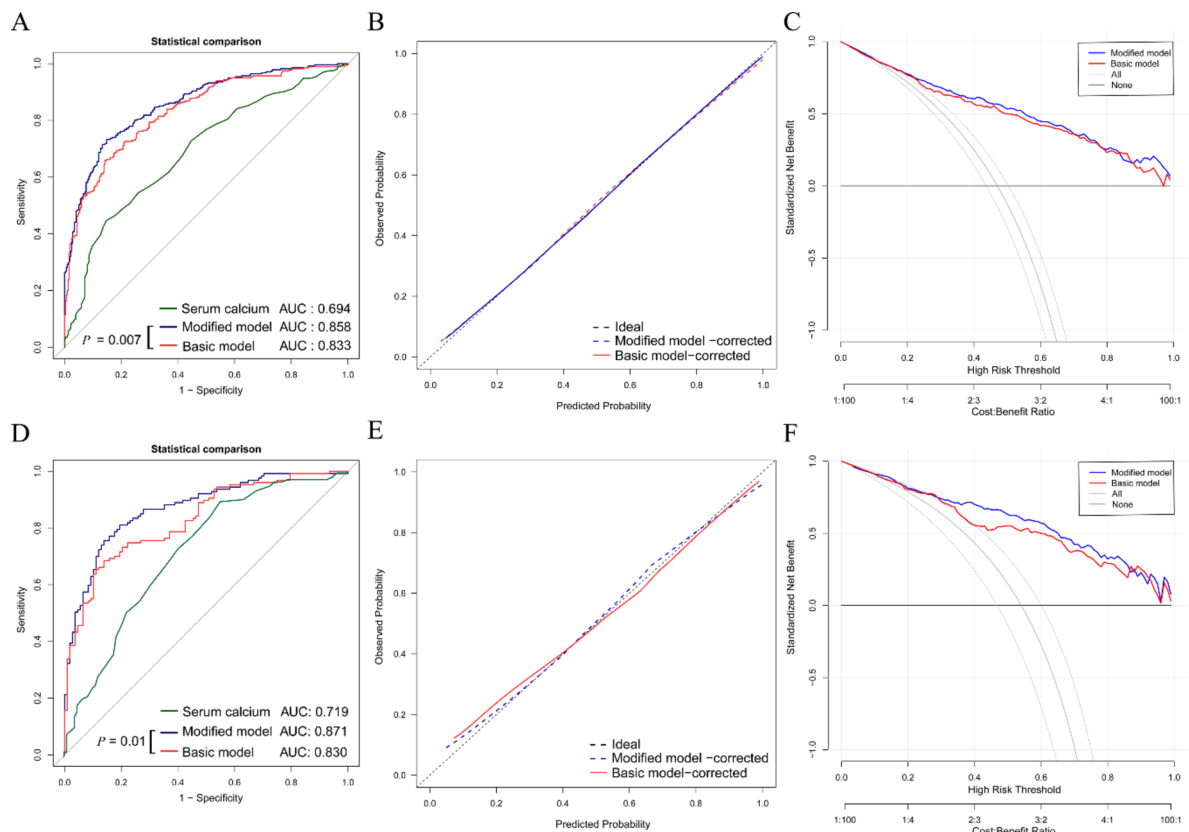 A
Statistical comparison
Sensitivity
1.0
0.8
0.6
0.4
0.2
0.0
Serum calcium AUC : 0.694
Modified model AUC : 0.858
Basic model AUC : 0.833
P = 0.007
0.0 0.2 0.4 0.6 0.8 1.0
1 − Specificity
B
Observed Probability
1.0
0.8
0.6
0.4
0.2
0.0
Ideal
Modified model −corrected
Basic model−corrected
0.0 0.2 0.4 0.6 0.8 1.0
Predicted Probability
C
Standardized Net Benefit
1.0
0.5
0.0
−0.5
−1.0
Modified model
Basic model
All
None
0.0 0.2 0.4 0.6 0.8 1.0
High Risk Threshold
1:100 1:4 2:3 3:2 4:1 100:1
Cost:Benefit Ratio
D
Statistical comparison
Sensitivity
1.0
0.8
0.6
0.4
0.2
0.0
Serum calcium AUC: 0.719
Modified model AUC: 0.871
Basic model AUC: 0.830
P = 0.01
0.0 0.2 0.4 0.6 0.8 1.0
1 − Specificity
E
Observed Probability
1.0
0.8
0.6
0.4
0.2
0.0
Ideal
Modified model −corrected
Basic model−corrected
0.0 0.2 0.4 0.6 0.8 1.0
Predicted Probability
F
Standardized Net Benefit
1.0
0.5
0.0
−0.5
−1.0
Modified model
Basic model
All
None
0.0 0.2 0.4 0.6 0.8 1.0
High Risk Threshold
1:100 1:4 2:3 3:2 4:1 100:1
Cost:Benefit Ratio